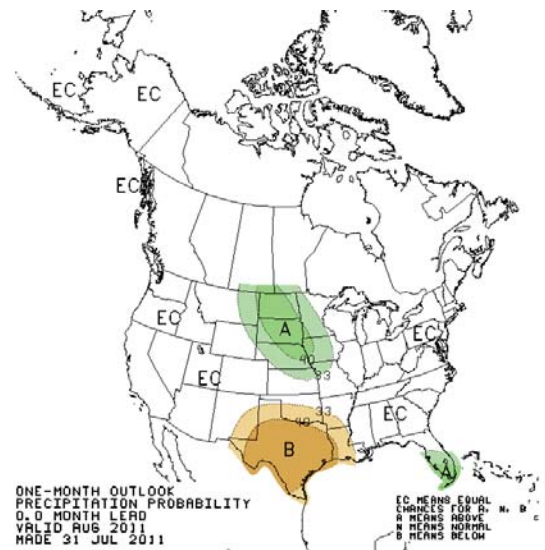 EC
EC
EC
A
EC
40
33
EC
EC
33
40
EC
B
A
ONE-MONTH OUTLOOK
PRECIPITATION PROBABILITY
0.0 MONTH LEAD
VALID AUG 2011
MADE 31 JUL 2011
EC MEANS EQUAL
CHANCES FOR A, N, B
A MEANS ABOVE
N MEANS NORMAL
B MEANS BELOW